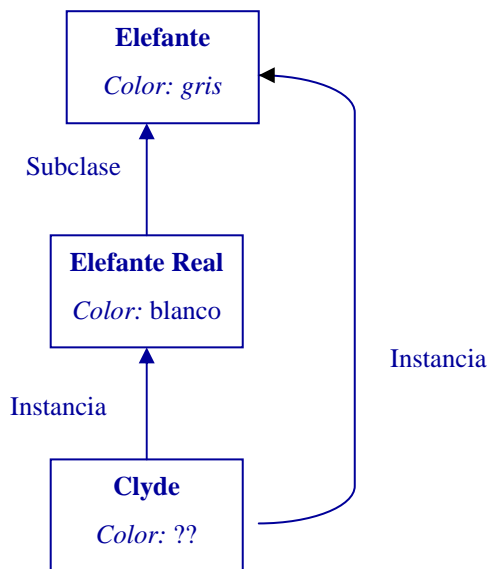 Elefante
Color: gris
Subclase
Elefante Real
Color: blanco
Instancia
Instancia
Clyde
Color: ??